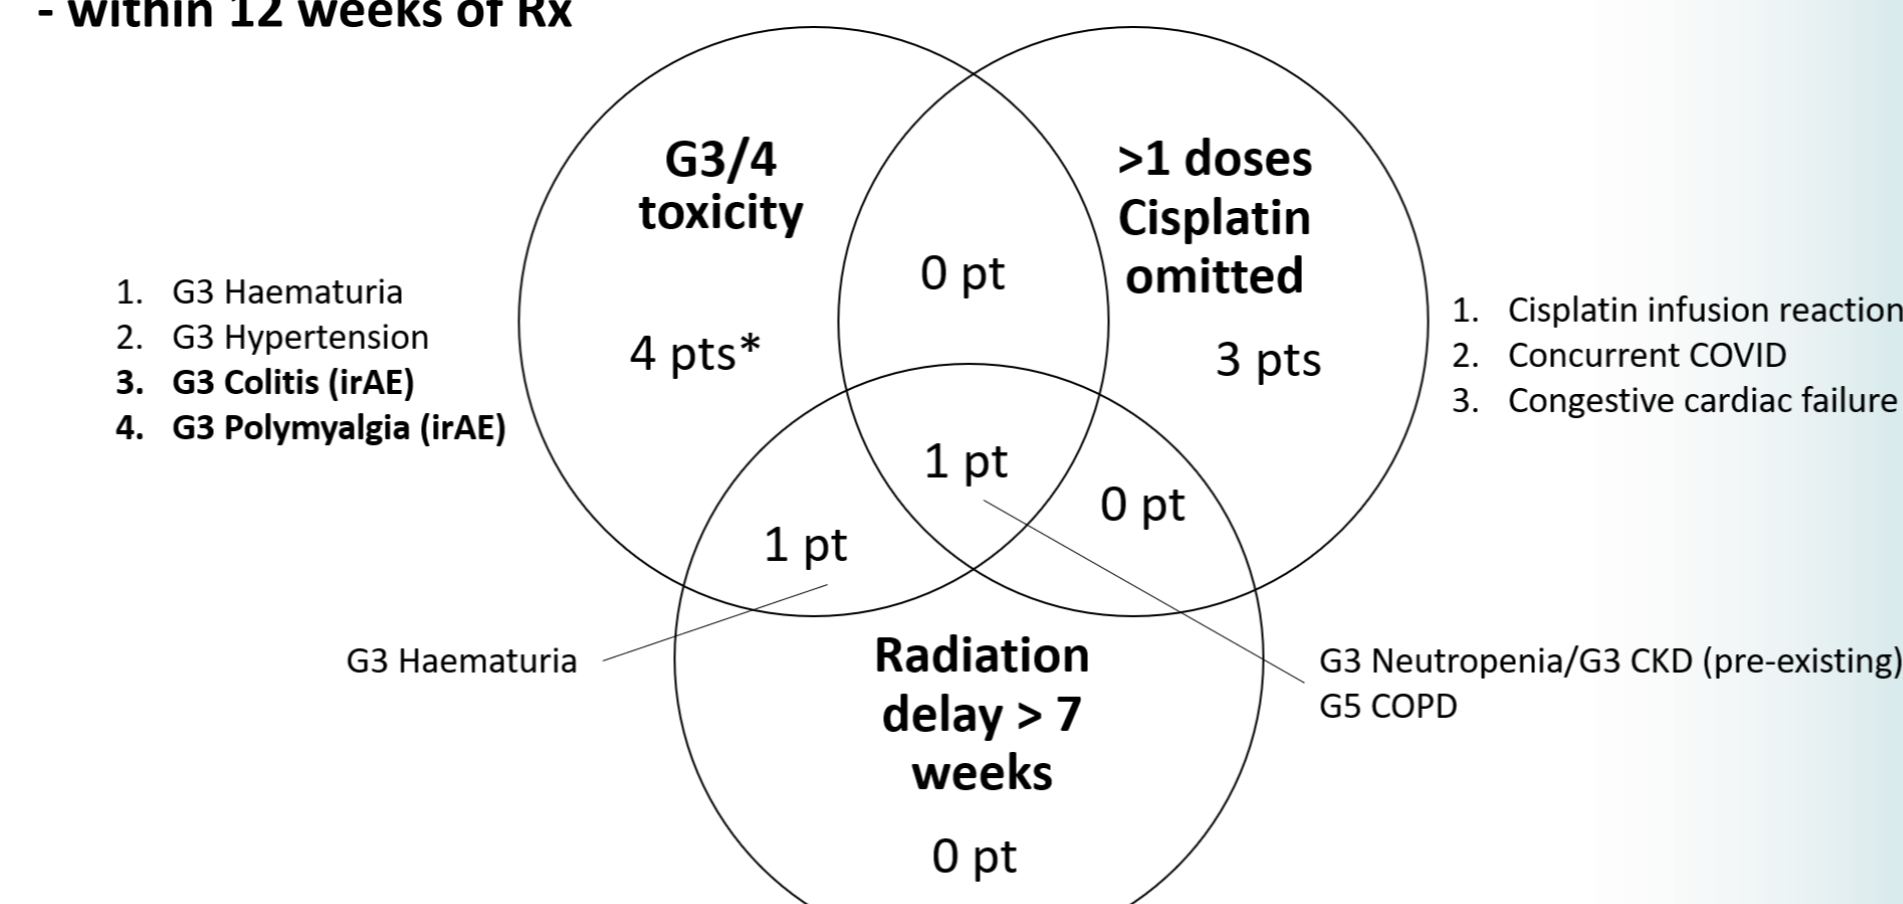 - within 12 weeks of Rx
G3/4
toxicity
>1 doses
Cisplatin
omitted
0 pt
4 pts*
3 pts
1. G3 Haematuria
2. G3 Hypertension
3. G3 Colitis (irAE)
4. G3 Polymyalgia (irAE)
1. Cisplatin infusion reaction
2. Concurrent COVID
3. Congestive cardiac failure
1 pt
0 pt
1 pt
G3 Haematuria
Radiation
delay > 7
weeks
0 pt
G3 Neutropenia/G3 CKD (pre-existing)
G5 COPD